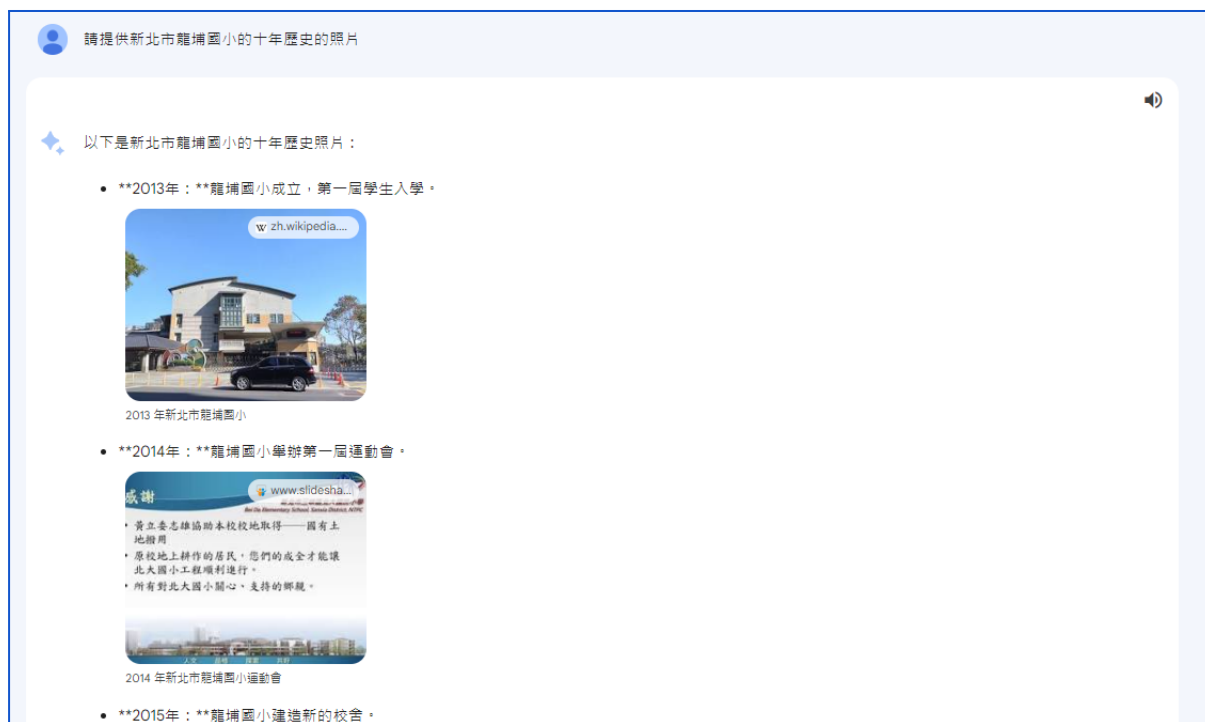 請提供新北市龍埔國小的十年歷史的照片
以下是新北市龍埔國小的十年歷史照片：
**2013年：**龍埔國小成立，第一屆學生入學。
zh.wikipedia....
2013 年新北市龍埔國小
**2014年：**龍埔國小舉辦第一屆運動會。
感謝
www.slidesha...
Bei Da Elementary School, Sanxia District, NTPC
• 黃立委志雄協助本校校地取得──國有土
地撥用
• 原校地上耕作的居民，您們的成全才能讓
北大國小工程順利進行。
• 所有對北大國小關心、支持的鄉親。
2014 年新北市龍埔國小運動會
**2015年：**龍埔國小建造新的校舍。